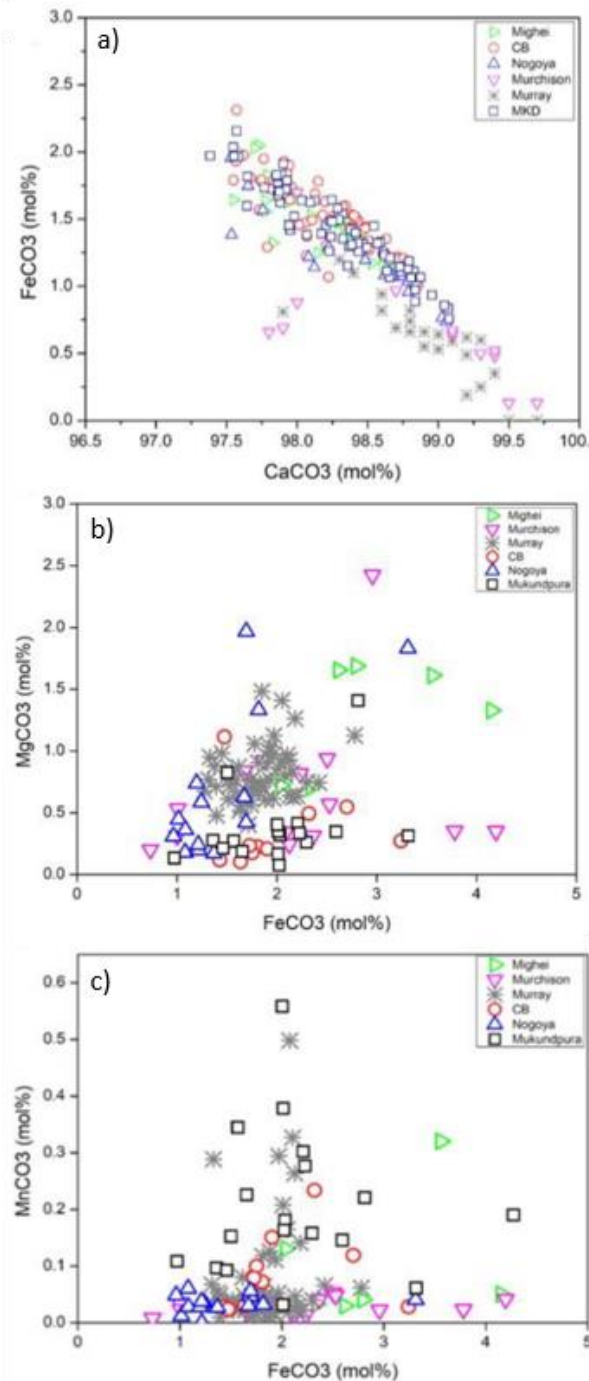 a)
3.0
2.5
2.0
1.5
1.0
0.5
0.0
FeCO3 (mol%)
Mighei
CB
Nogoya
Murchison
Murray
MKD
96.5 97.0 97.5 98.0 98.5 99.0 99.5 100.
CaCO3 (mol%)
b)
3.0
2.5
2.0
1.5
1.0
0.5
0.0
MgCO3 (mol%)
Mighei
Murchison
Murray
CB
Nogoya
Mukundpura
0 1 2 3 4 5
FeCO3 (mol%)
c)
0.6
0.5
0.4
0.3
0.2
0.1
0.0
MnCO3 (mol%)
Mighei
Murchison
Murray
CB
Nogoya
Mukundpura
0 1 2 3 4 5
FeCO3 (mol%)